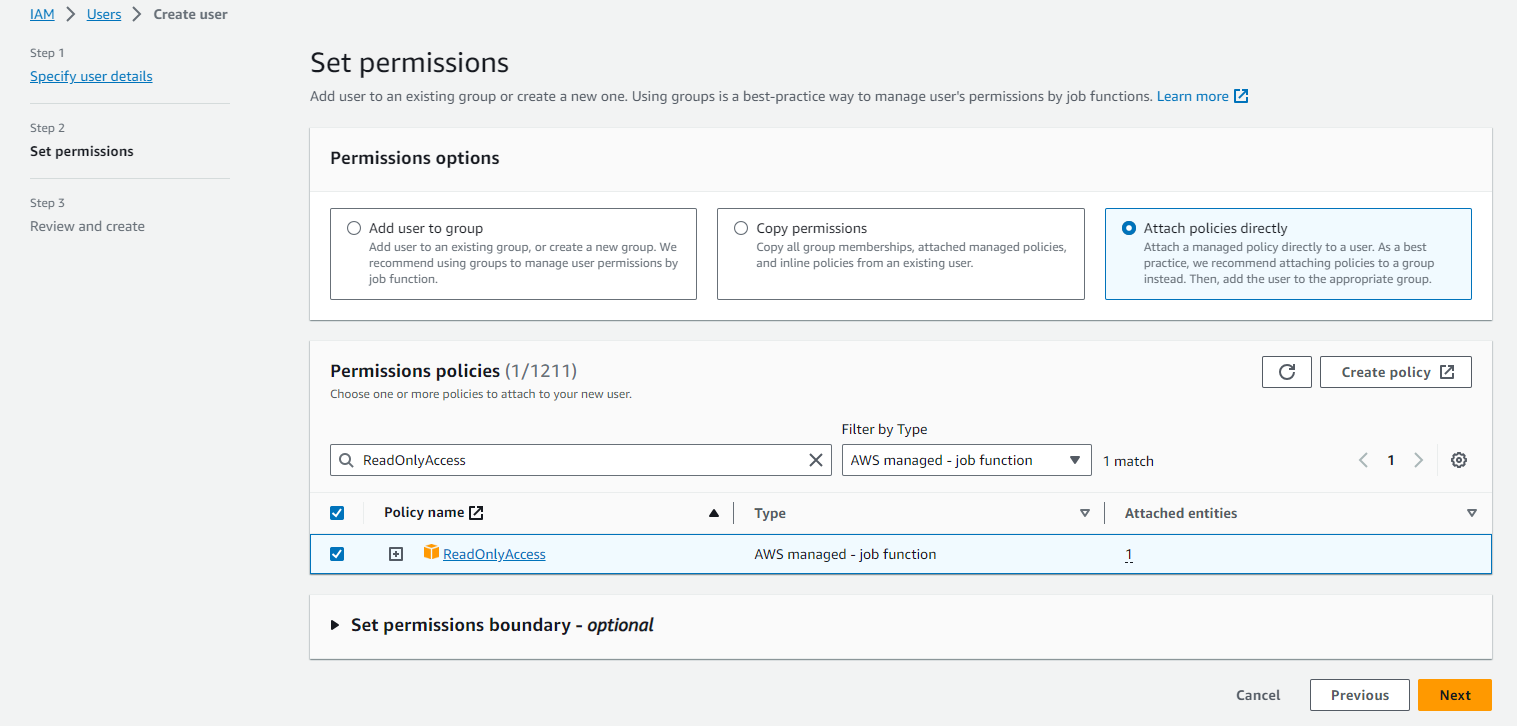 IAM > Users > Create user
Step 1
Specify user details
Step 2
Set permissions
Step 3
Review and create
Set permissions
Add user to an existing group or create a new one. Using groups is a best-practice way to manage user's permissions by job functions. Learn more
Permissions options
Add user to group
Add user to an existing group, or create a new group. We
recommend using groups to manage user permissions by
job function.
Copy permissions
Copy all group memberships, attached managed policies,
and inline policies from an existing user.
Attach policies directly
Attach a managed policy directly to a user. As a best
practice, we recommend attaching policies to a group
instead. Then, add the user to the appropriate group.
Permissions policies (1/1211)
Choose one or more policies to attach to your new user.
Create policy
Filter by Type
ReadOnlyAccess
AWS managed - job function
1 match
1
Policy name
Type
Attached entities
ReadOnlyAccess
AWS managed - job function
1
Set permissions boundary - optional
Cancel
Previous
Next